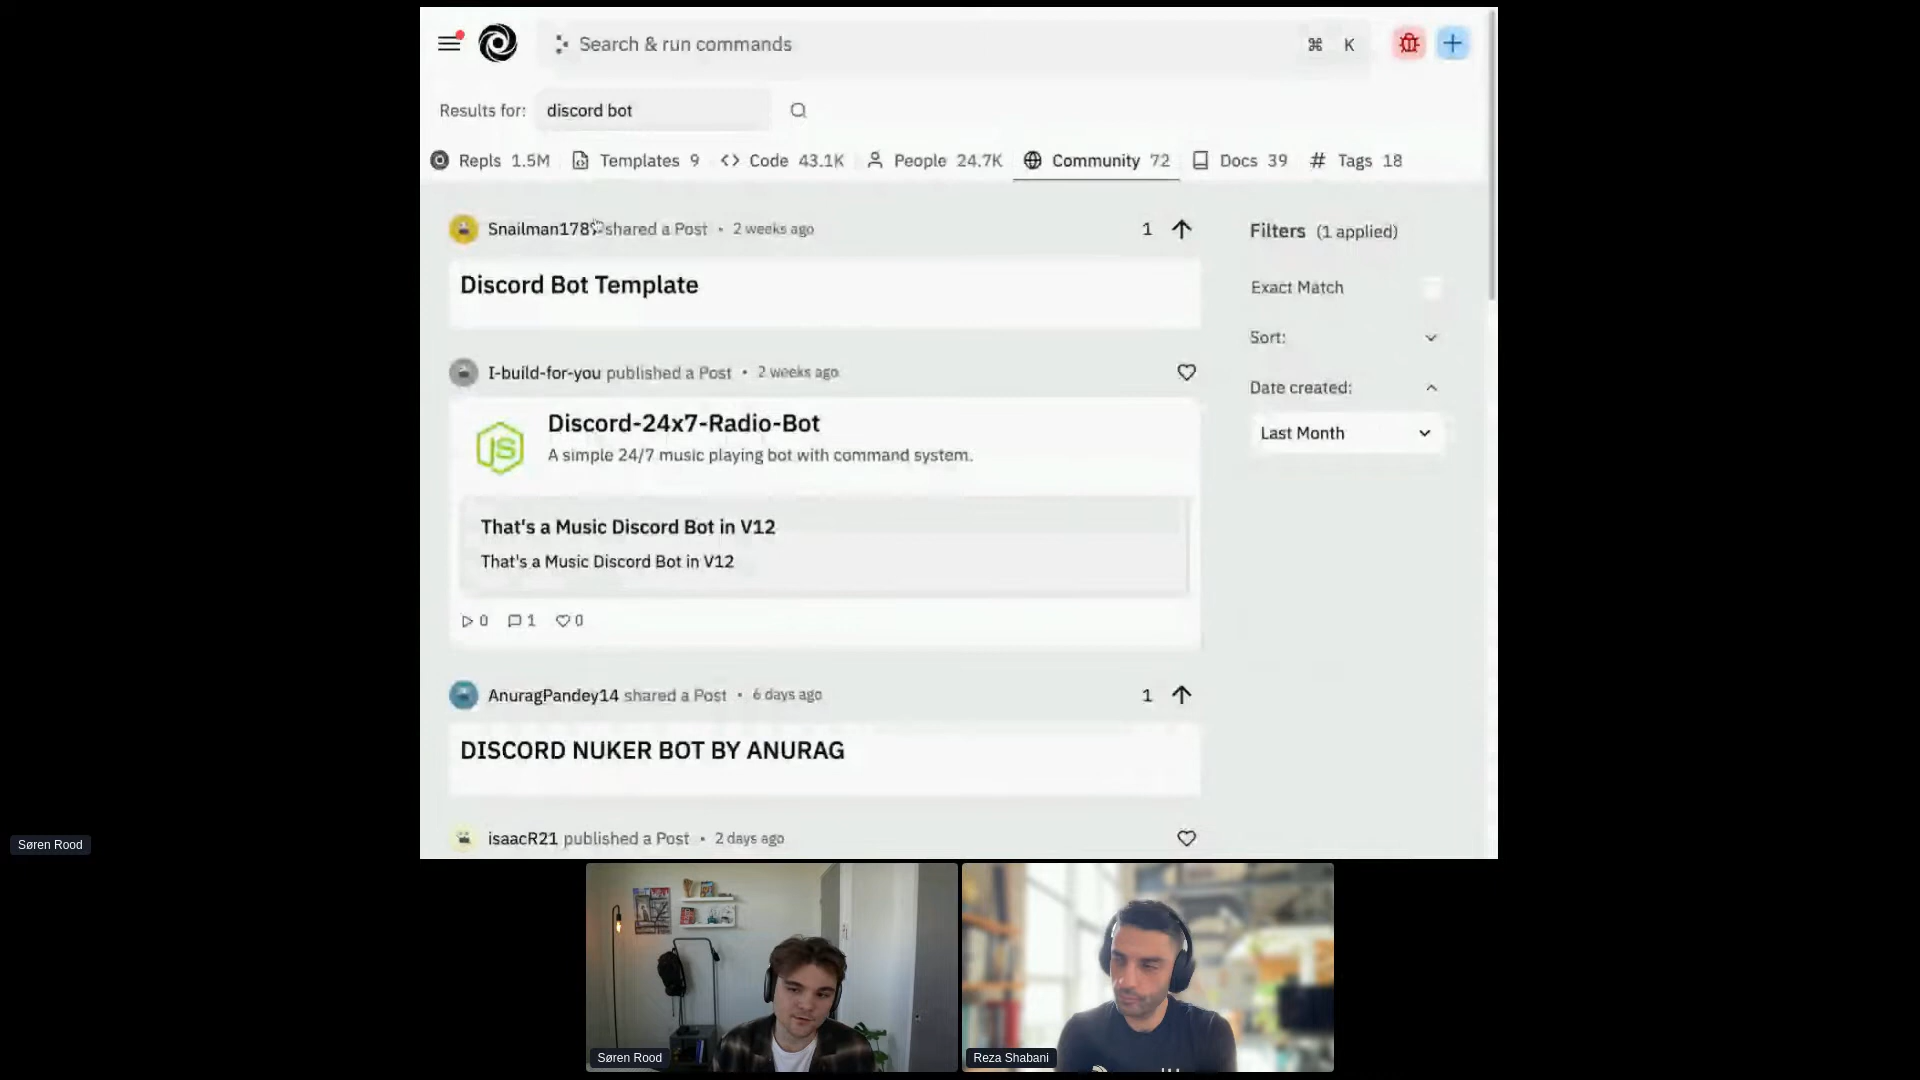 Search & run commands
⌘ K
Results for: discord bot
Repls 1.5M Templates 9 Code 43.1K People 24.7K Community 72 Docs 39 Tags 18
Snailman178 shared a Post • 2 weeks ago 1
Discord Bot Template
I-build-for-you published a Post • 2 weeks ago
Discord-24x7-Radio-Bot
A simple 24/7 music playing bot with command system.
That's a Music Discord Bot in V12
That's a Music Discord Bot in V12
0 1 0
AnuragPandey14 shared a Post • 6 days ago 1
DISCORD NUKER BOT BY ANURAG
isaacR21 published a Post • 2 days ago
Filters (1 applied)
Exact Match
Sort:
Date created:
Last Month
Søren Rood
Søren Rood
Reza Shabani